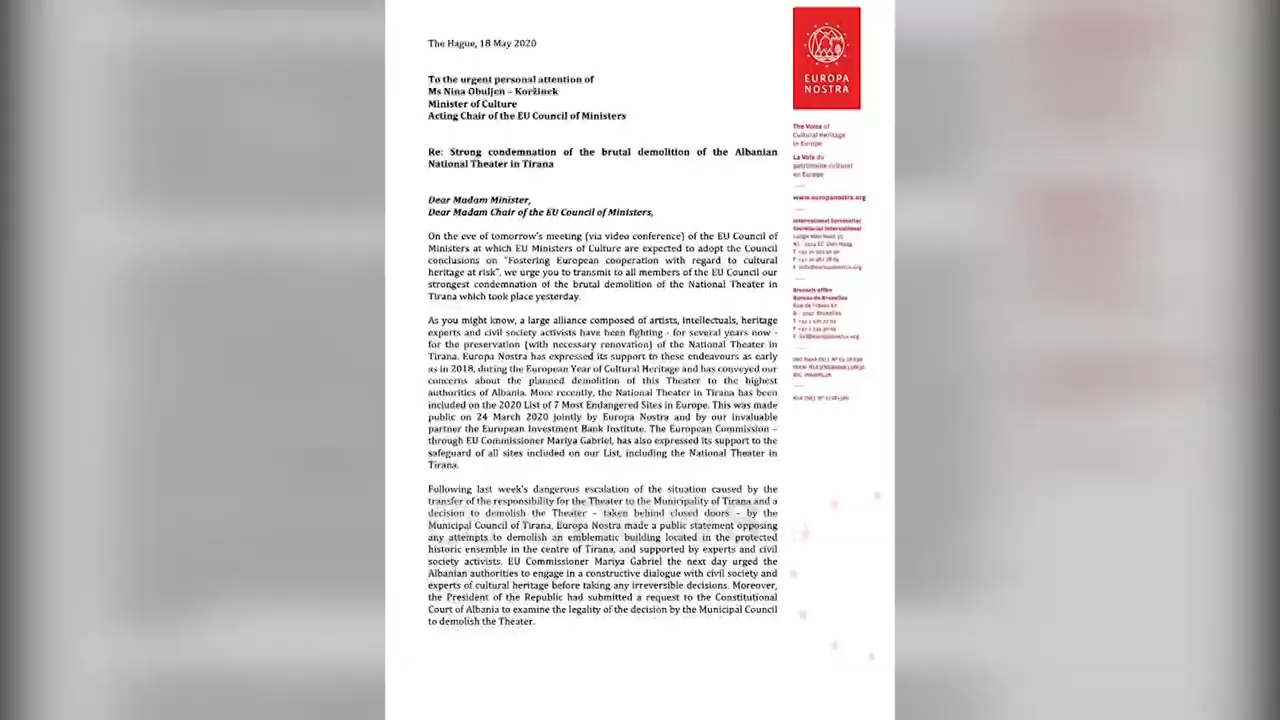 The Hague, 18 May 2020
To the urgent personal attention of
Ms Nina Obuljen – Koržinek
Minister of Culture
Acting Chair of the EU Council of Ministers
Re: Strong condemnation of the brutal demolition of the Albanian
National Theater in Tirana
Dear Madam Minister,
Dear Madam Chair of the EU Council of Ministers,
On the eve of tomorrow's meeting (via video conference) of the EU Council of
Ministers at which EU Ministers of Culture are expected to adopt the Council
conclusions on "Fostering European cooperation with regard to cultural
heritage at risk", we urge you to transmit to all members of the EU Council our
strongest condemnation of the brutal demolition of the National Theater in
Tirana which took place yesterday.
As you might know, a large alliance composed of artists, intellectuals, heritage
experts and civil society activists have been fighting - for several years now -
for the preservation (with necessary renovation) of the National Theater in
Tirana. Europa Nostra has expressed its support to these endeavours as early
as in 2018, during the European Year of Cultural Heritage and has conveyed our
concerns about the planned demolition of this Theater to the highest
authorities of Albania. More recently, the National Theater in Tirana has been
included on the 2020 List of 7 Most Endangered Sites in Europe. This was made
public on 24 March 2020 jointly by Europa Nostra and by our invaluable
partner the European Investment Bank Institute. The European Commission –
through EU Commissioner Mariya Gabriel, has also expressed its support to the
safeguard of all sites included on our List, including the National Theater in
Tirana.
Following last week's dangerous escalation of the situation caused by the
transfer of the responsibility for the Theater to the Municipality of Tirana and a
decision to demolish the Theater – taken behind closed doors – by the
Municipal Council of Tirana, Europa Nostra made a public statement opposing
any attempts to demolish an emblematic building located in the protected
historic ensemble in the centre of Tirana, and supported by experts and civil
society activists. EU Commissioner Mariya Gabriel the next day urged the
Albanian authorities to engage in a constructive dialogue with civil society and
experts of cultural heritage before taking any irreversible decisions. Moreover,
the President of the Republic had submitted a request to the Constitutional
Court of Albania to examine the legality of the decision by the Municipal Council
to demolish the Theater.
EUROPA
NOSTRA
The Voice of
Cultural Heritage
in Europe
La Voix du
patrimoine culturel
en Europe
www.europanostra.org
International Secretariat
Secrétariat International
Brussels office
Bureau de Bruxelles